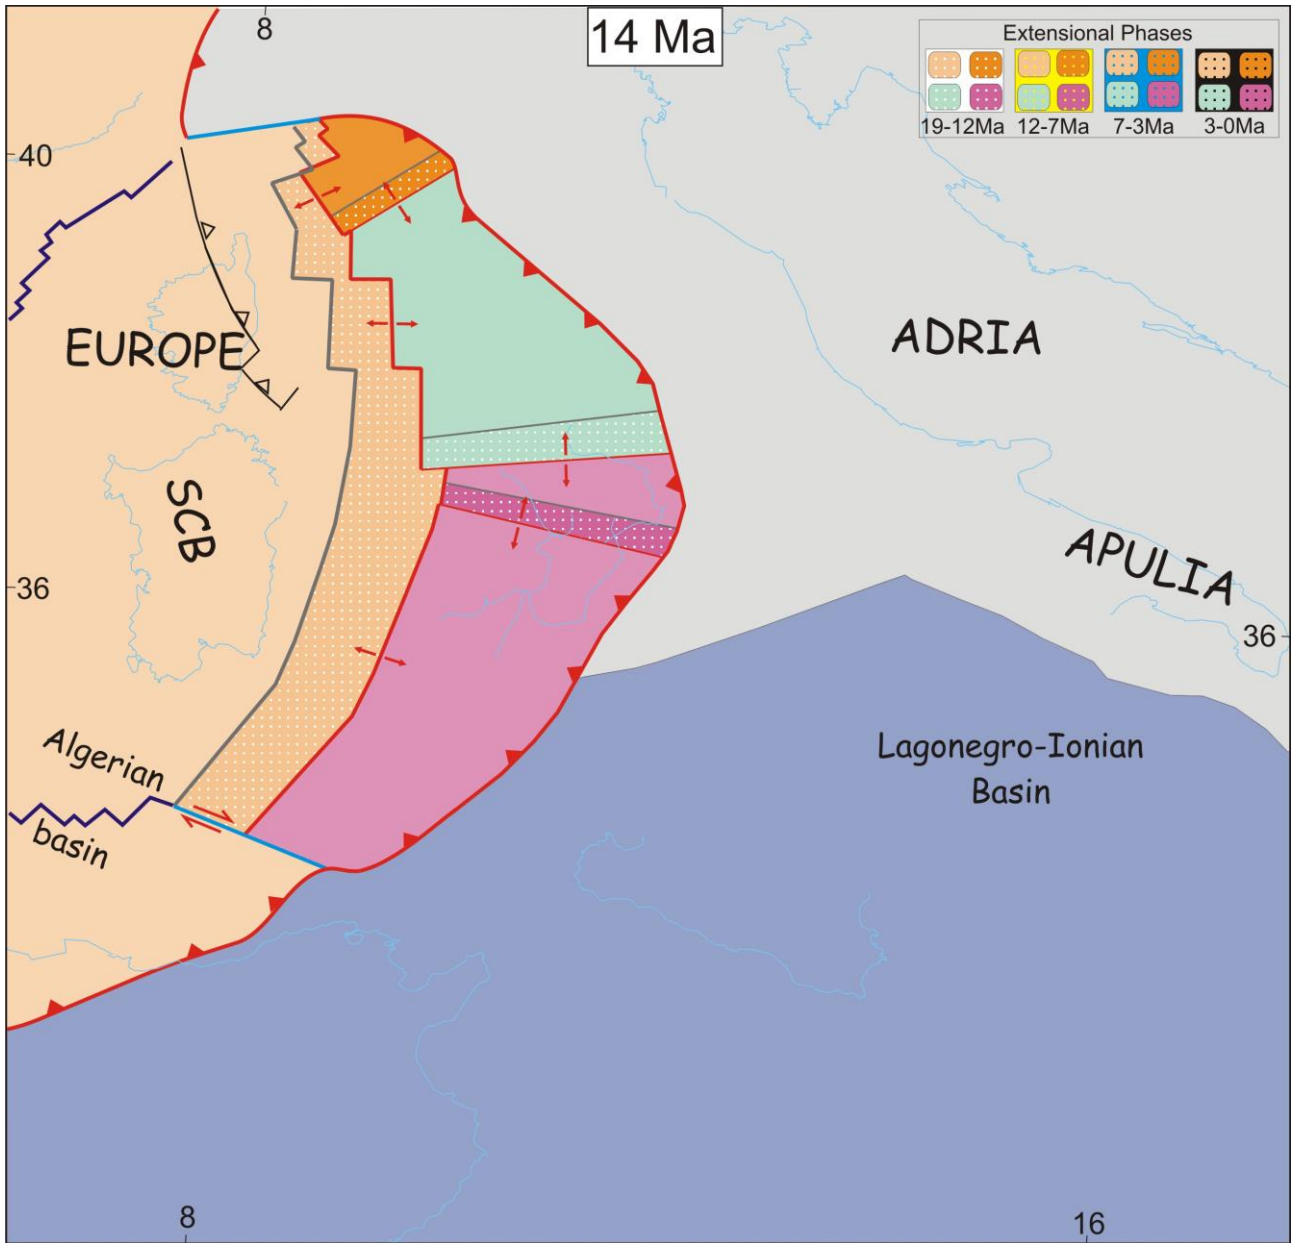 8
14 Ma
Extensional Phases
19-12Ma 12-7Ma 7-3Ma 3-0Ma
40
EUROPE
ADRIA
SCB
APULIA
36
36
Algerian
basin
Lagonegro-Ionian
Basin
8
16